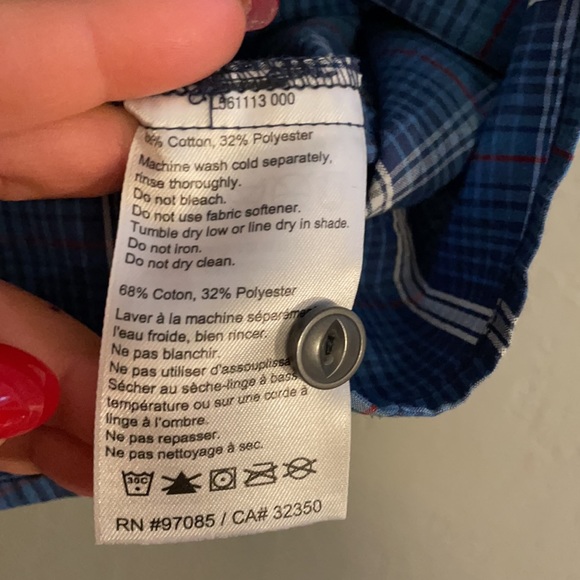 561113 000
% Cotton, 32% Polyester
Machine wash cold separately,
rinse thoroughly.
Do not bleach.
Do not use fabric softener.
Tumble dry low or line dry in shade.
Do not iron.
Do not dry clean.
68% Coton, 32% Polyester
Laver à la machine séparéme
l'eau froide, bien rincer.
Ne pas blanchir.
Ne pas utiliser d'assouplissa
Sécher au sèche-linge à bass
température ou sur une corde à
linge à l'ombre.
Ne pas repasser.
Ne pas nettoyage à sec.
30C
RN #97085 / CA# 32350